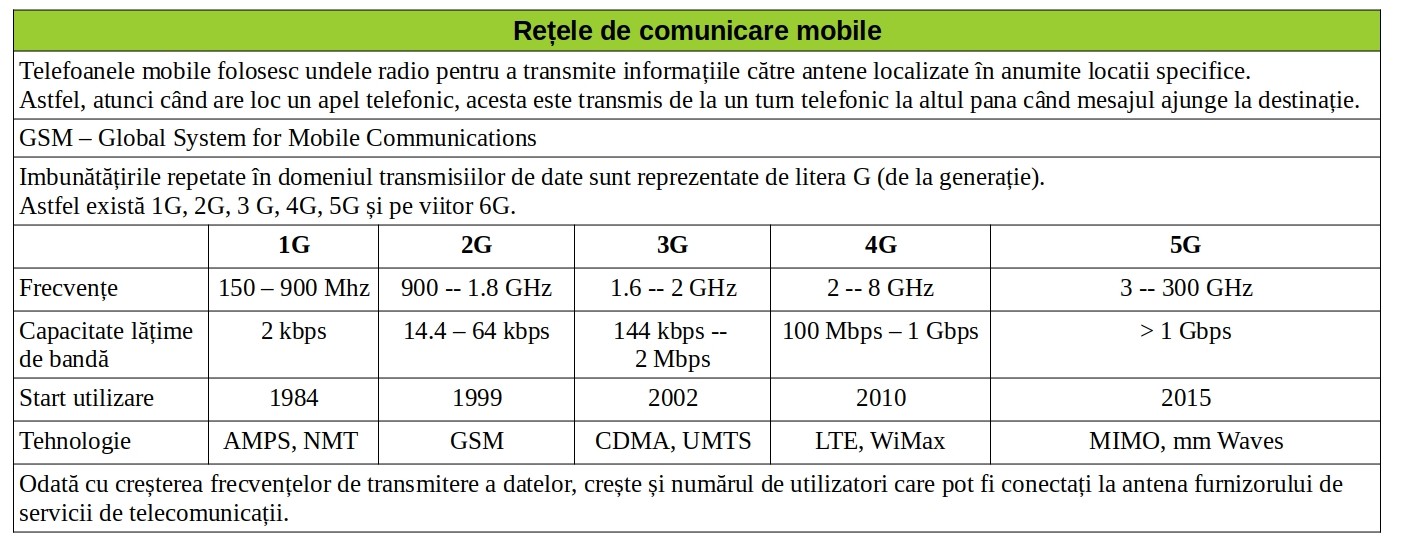 Rețele de comunicare mobile
Telefoanele mobile folosesc undele radio pentru a transmite informațiile către antene localizate în anumite locatii specifice.
Astfel, atunci când are loc un apel telefonic, acesta este transmis de la un turn telefonic la altul pana când mesajul ajunge la destinație.
GSM – Global System for Mobile Communications
Imbunătățirile repetate în domeniul transmisiilor de date sunt reprezentate de litera G (de la generație).
Astfel există 1G, 2G, 3 G, 4G, 5G și pe viitor 6G.
1G 2G 3G 4G 5G
Frecvențe 150 – 900 Mhz 900 -- 1.8 GHz 1.6 -- 2 GHz 2 -- 8 GHz 3 -- 300 GHz
Capacitate lățime 2 kbps 14.4 – 64 kbps 144 kbps -- 100 Mbps – 1 Gbps > 1 Gbps
de bandă 2 Mbps
Start utilizare 1984 1999 2002 2010 2015
Tehnologie AMPS, NMT GSM CDMA, UMTS LTE, WiMax MIMO, mm Waves
Odată cu creșterea frecvențelor de transmitere a datelor, crește și numărul de utilizatori care pot fi conectați la antena furnizorului de
servicii de telecomunicații.